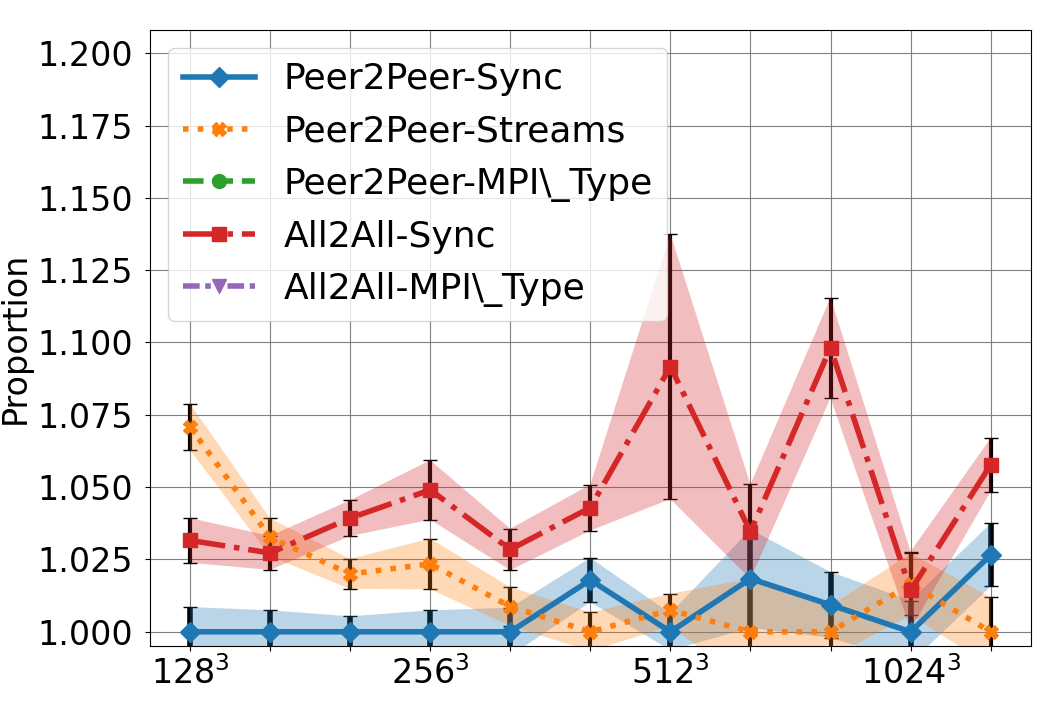 Proportion
1.200
1.175
1.150
1.125
1.100
1.075
1.050
1.025
1.000
Peer2Peer-Sync
Peer2Peer-Streams
Peer2Peer-MPI\_Type
All2All-Sync
All2All-MPI\_Type
128³ 256³ 512³ 1024³